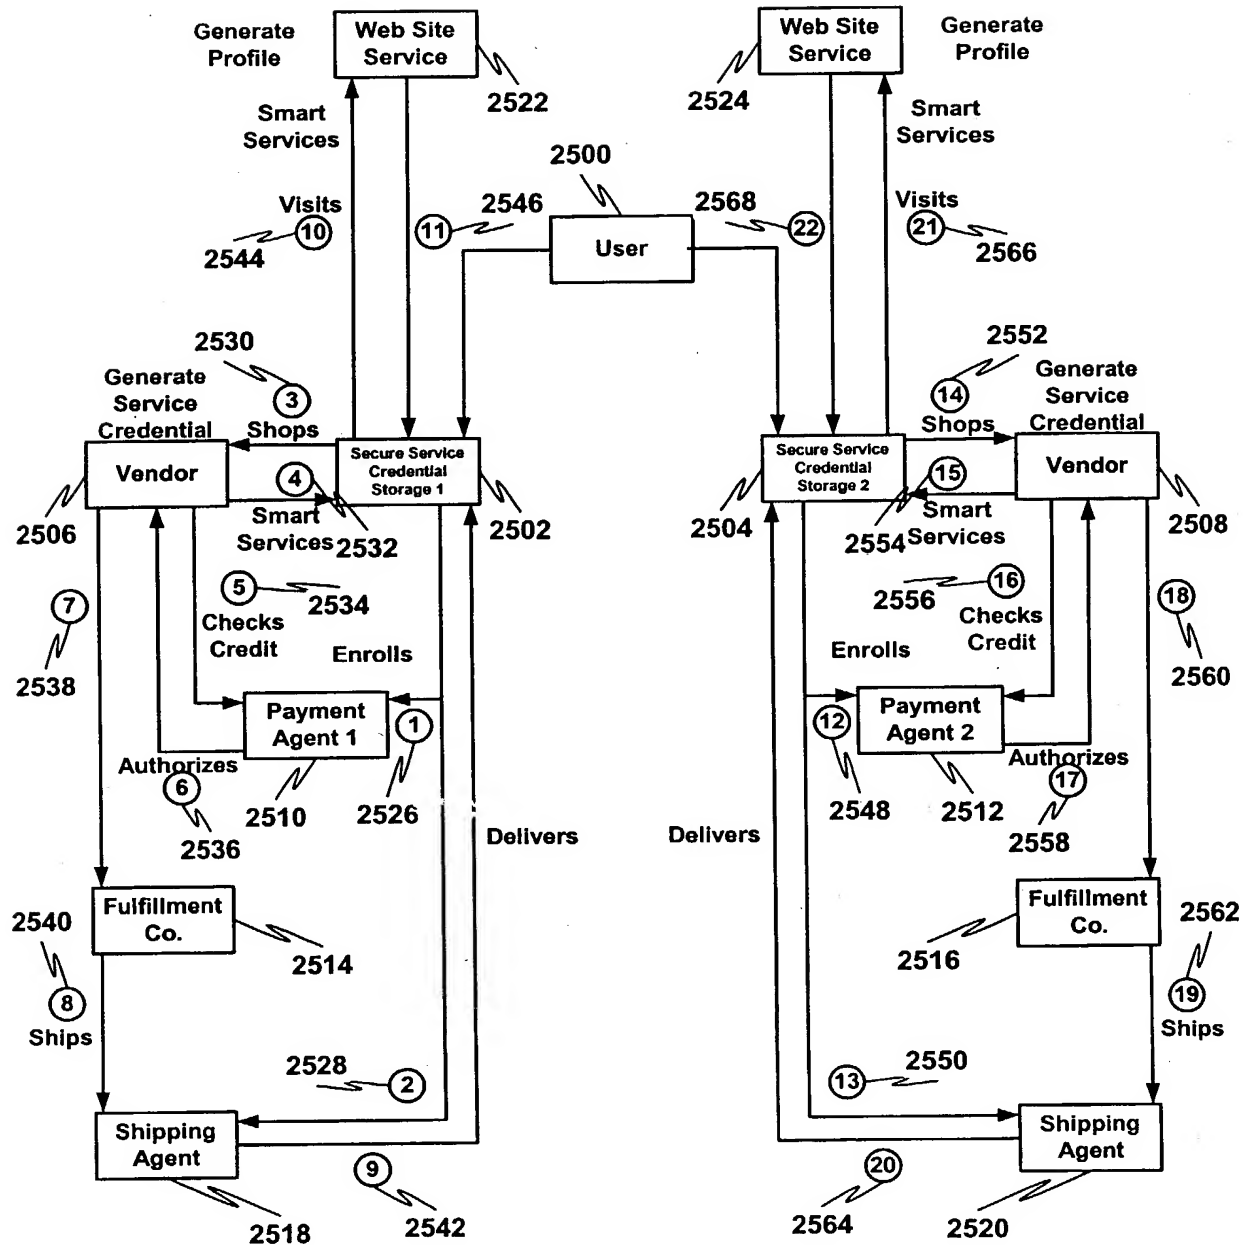 Generate
Profile
Web Site
Service
2522
Smart
Services
Visits
10
2544
11
2546
2500
User
Web Site
Service
Generate
Profile
2524
Smart
Services
2568
22
Visits
21
2566
2530
3
Generate
Service
Credential
Shops
Vendor
4
Secure Service
Credential
Storage 1
2506
Smart
Services
2532
2502
2552
14
Generate
Service
Credential
Shops
Secure Service
Credential
Storage 2
15
Vendor
2504
2554
Smart
Services
2508
7
2538
5
2534
Checks
Credit
Enrolls
Payment
Agent 1
1
Authorizes
6
2536
2510
2526
Delivers
2556
16
Checks
Credit
18
2560
Enrolls
12
Payment
Agent 2
Authorizes
17
2548
2512
2558
Delivers
Fulfillment
Co.
2514
2540
8
Ships
Fulfillment
Co.
2516
2562
19
Ships
2528
2
Shipping
Agent
9
2518
2542
13
2550
Shipping
Agent
20
2564
2520